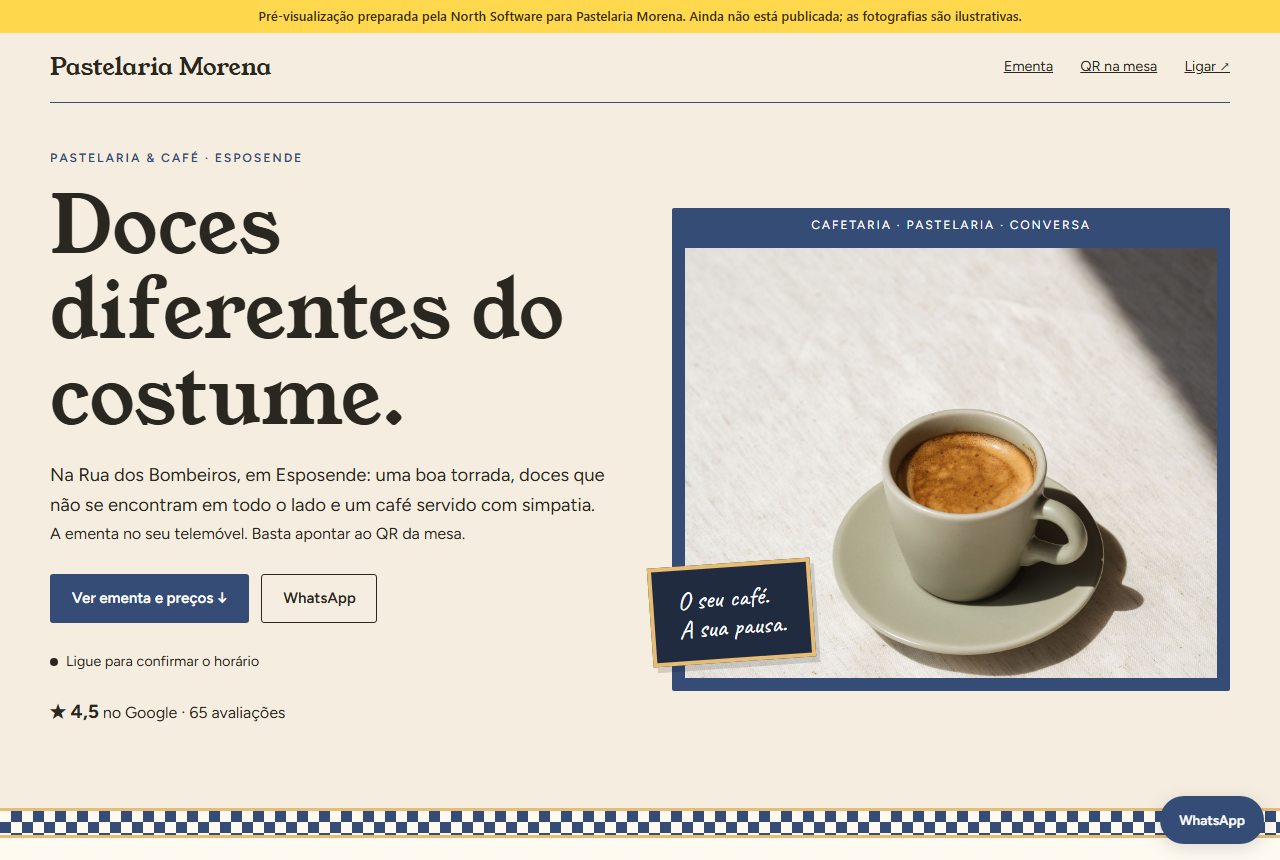 Pré-visualização preparada pela North Software para Pastelaria Morena. Ainda não está publicada; as fotografias são ilustrativas.
Pastelaria Morena
Ementa
QR na mesa
Ligar ↗
PASTELARIA & CAFÉ · ESPOSENDE
Doces
diferentes do
costume.
Na Rua dos Bombeiros, em Esposende: uma boa torrada, doces que
não se encontram em todo o lado e um café servido com simpatia.
A ementa no seu telemóvel. Basta apontar ao QR da mesa.
Ver ementa e preços ↓
WhatsApp
Ligue para confirmar o horário
★ 4,5 no Google · 65 avaliações
CAFETARIA · PASTELARIA · CONVERSA
O seu café.
A sua pausa.
WhatsApp